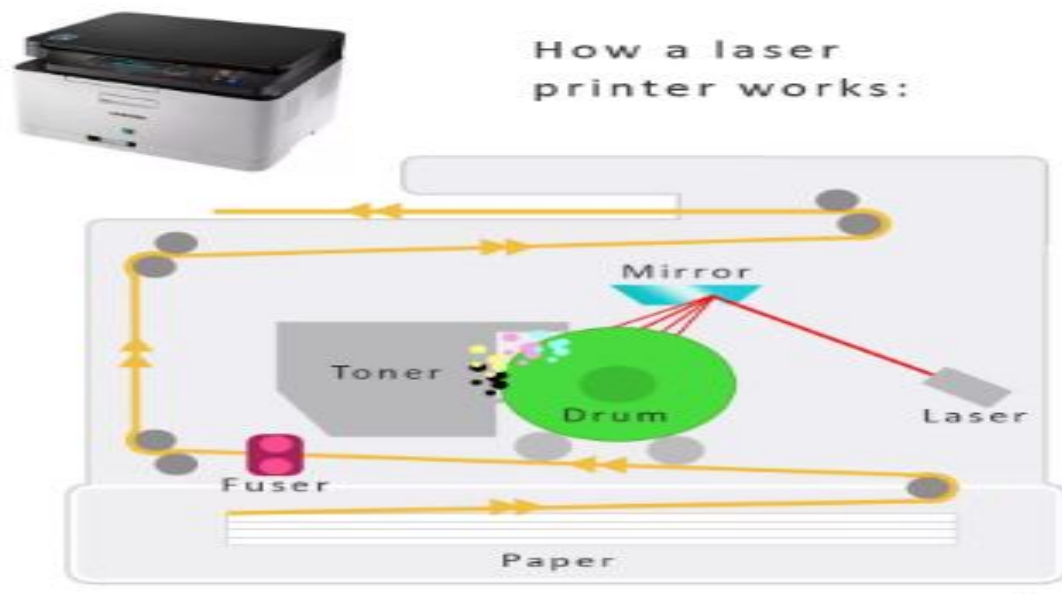 How a laser
printer works:
Mirror
Toner
Drum
Laser
Fuser
Paper